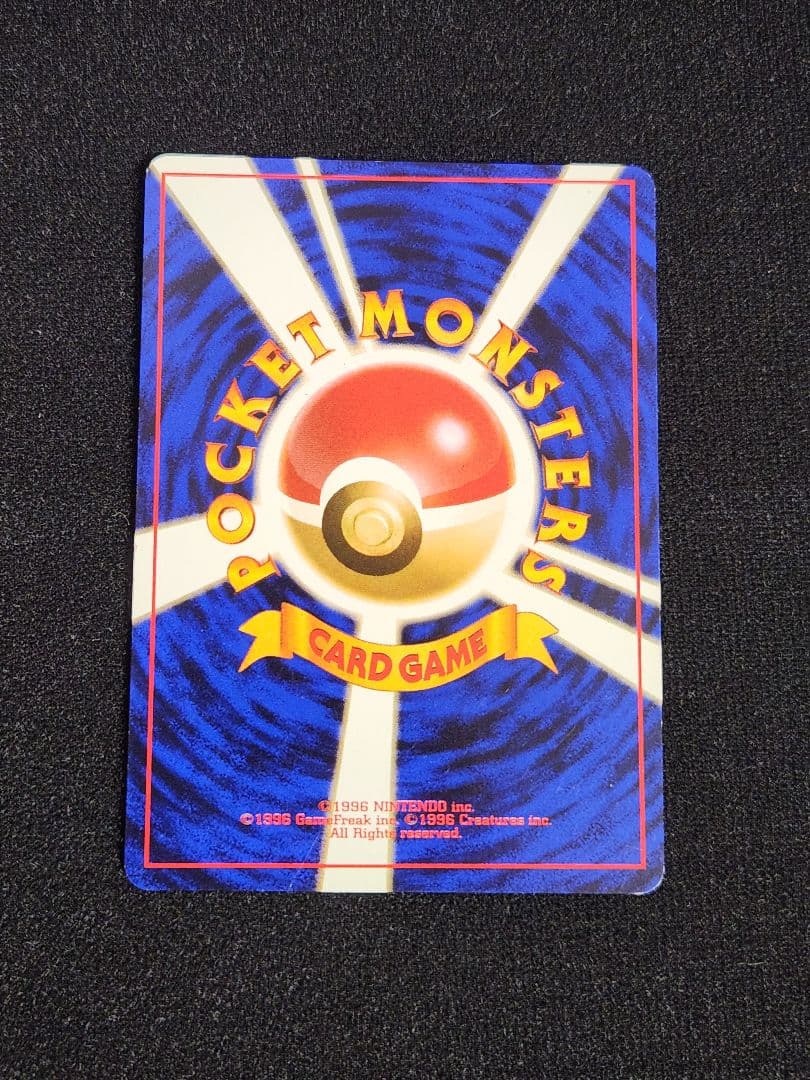 POCKET MONSTERS
CARD GAME
©1996 NINTENDO inc.
©1996 GameFreak inc. ©1996 Creatures inc.
All Rights reserved.